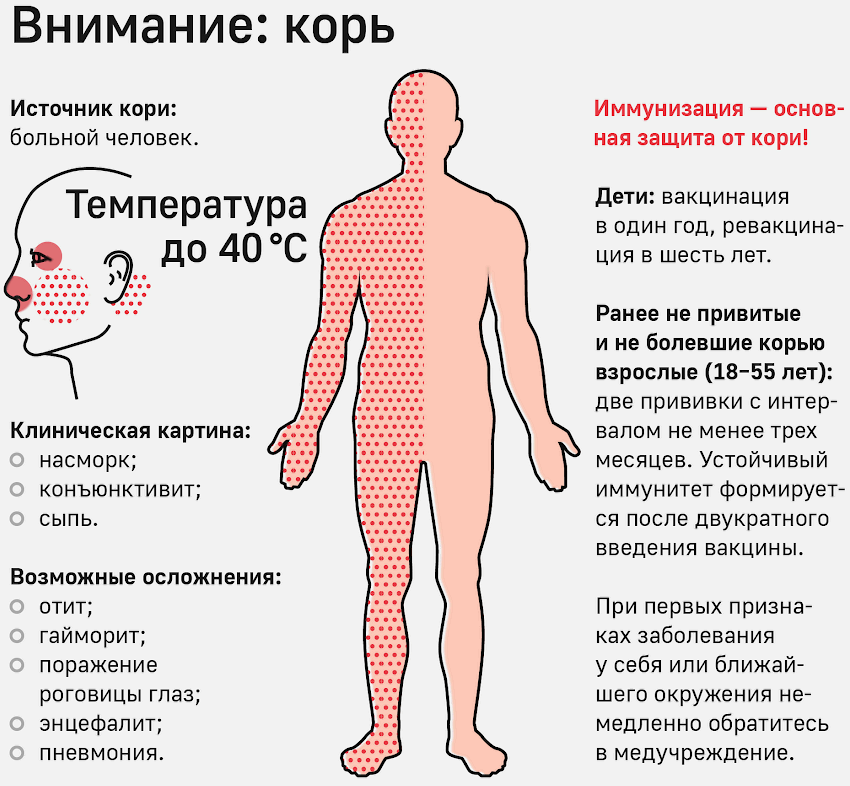 Внимание: корь
Источник кори:
больной человек.
Температура
до 40 °C
Клиническая картина:
насморк;
конъюнктивит;
сыпь.
Возможные осложнения:
отит;
гайморит;
поражение
роговицы глаз;
энцефалит;
пневмония.
Иммунизация — основ-
ная защита от кори!
Дети: вакцинация
в один год, ревакцина-
ция в шесть лет.
Ранее не привитые
и не болевшие корью
взрослые (18–55 лет):
две прививки с интер-
валом не менее трех
месяцев. Устойчивый
иммунитет формирует-
ся после двукратного
введения вакцины.
При первых призна-
ках заболевания
у себя или ближай-
шего окружения не-
медленно обратитесь
в медучреждение.